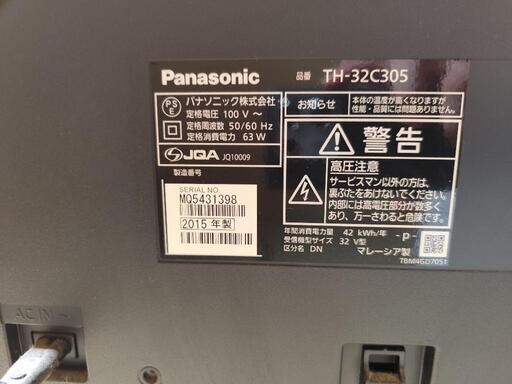 Panasonic 品番 TH-32C305
PSE
パナソニック株式会社
定格電圧 100 V ~
定格周波数 50/60 Hz
定格消費電力 63 W
JQA JQ10009
製造番号
SERIAL NO.
MQ5431398
2015 年製
お知らせ
本体の温度が高くなりますが
性能・品質には問題ありません。
警告
高圧注意
サービスマン以外の方は、
裏ぶたをあけないでください。
内部には高電圧部分が数多く
あり、万一さわると危険です。
年間消費電力量 42 kWh/年
受信機型サイズ 32 V型
区分名 DN
-P-
マレーシア製
TBM4GD7051
AC IN ~